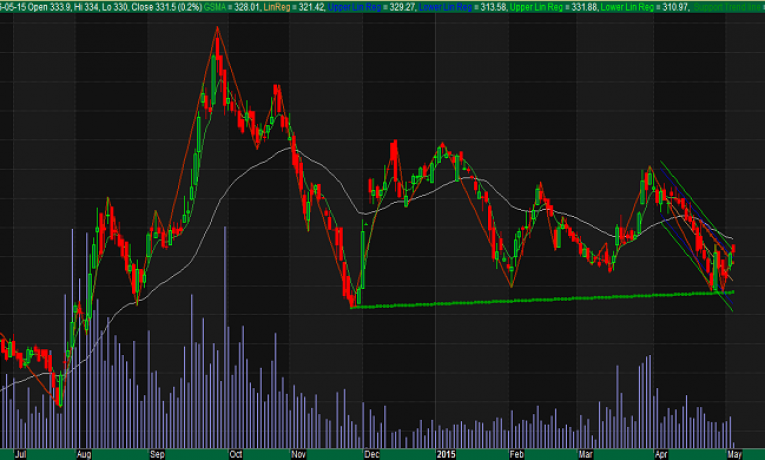 -05-15 Open 333.9, Hi 334, Lo 330, Close 331.5 (0.2%) GSMA = 328.01, LinReg = 321.42, Upper Lin Reg = 329.27, Lower Lin Reg = 313.58, Upper Lin Reg = 331.88, Lower Lin Reg = 310.97, Support Trend
Jul Aug Sep Oct Nov Dec 2015 Feb Mar Apr May